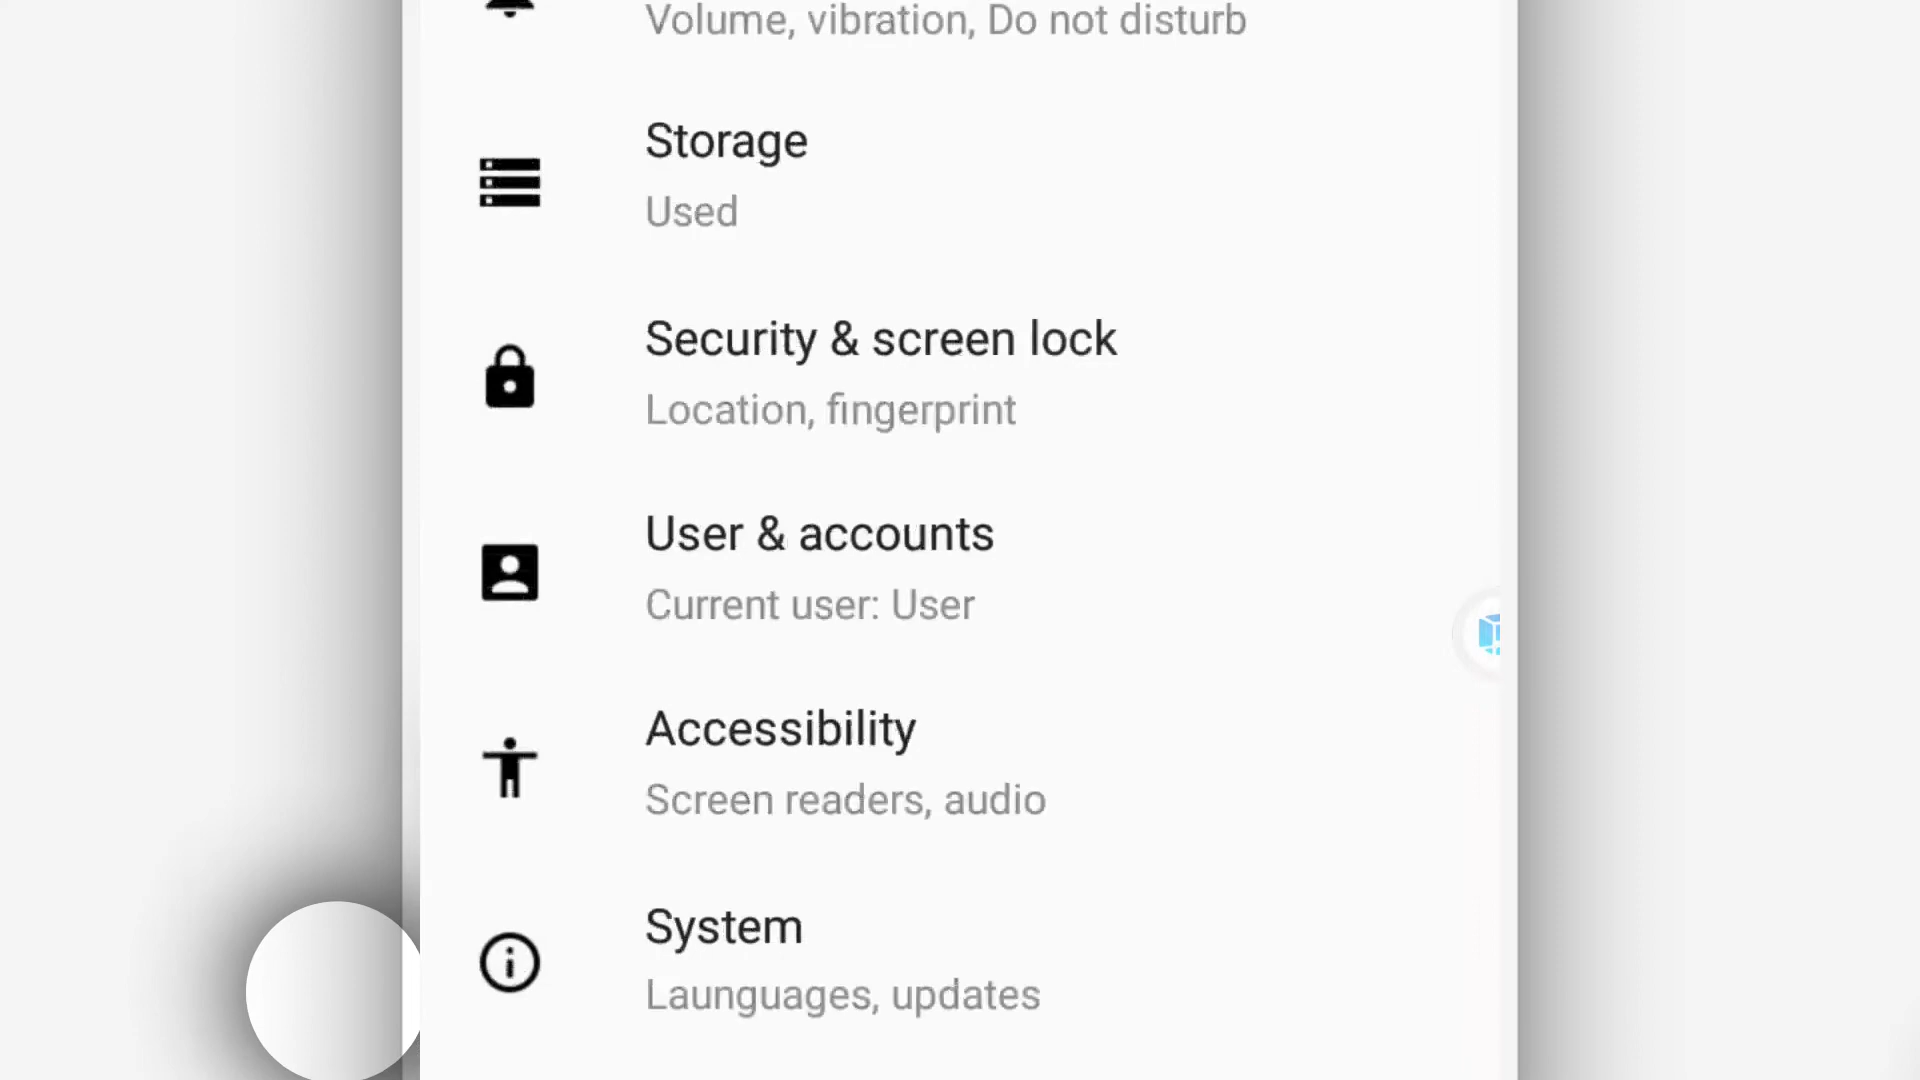 Volume, vibration, Do not disturb
Storage
Used
Security & screen lock
Location, fingerprint
User & accounts
Current user: User
Accessibility
Screen readers, audio
System
Launguages, updates